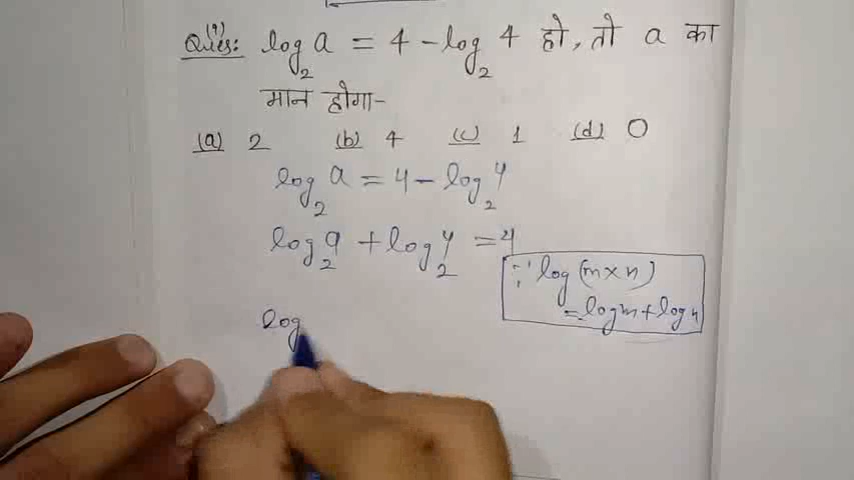 (9)
Ques: log₂ a = 4 - log₂ 4 हो, तो a का
मान होगा-
(a) 2 (b) 4 (c) 1 (d) 0
log₂ a = 4 - log₂ 4
log₂ a + log₂ 4 = 4
∵ log (m×n)
= log m + log n
log